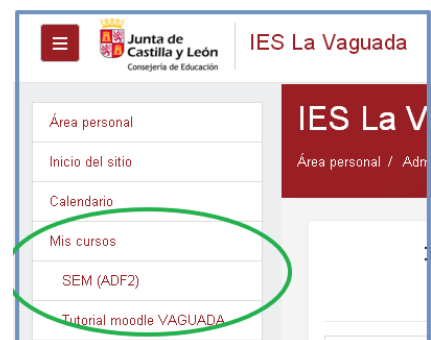 Junta de
Castilla y León
Consejería de Educación
IES La Vaguada
Área personal
Inicio del sitio
Calendario
Mis cursos
SEM (ADF2)
Tutorial moodle VAGUADA
IES La V
Área personal / Adm